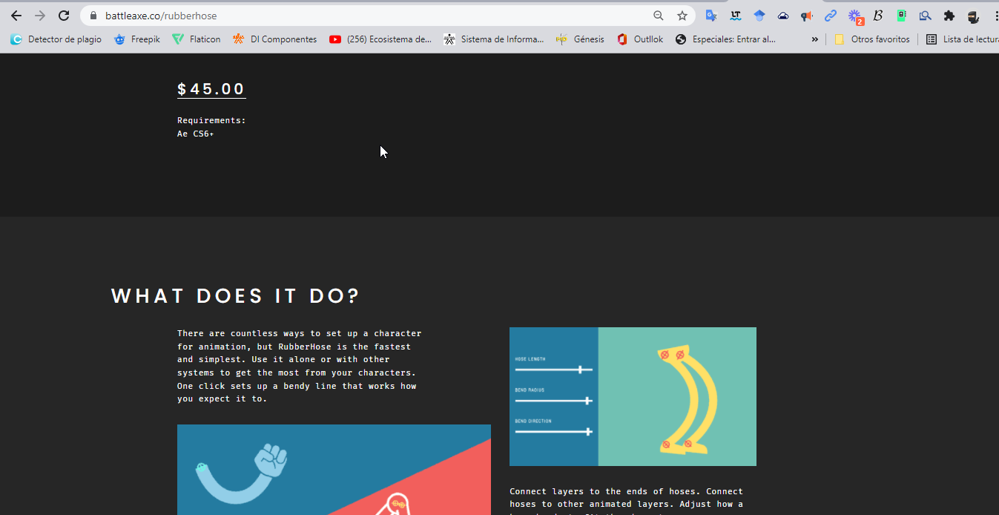 battleaxe.co/rubberhose
2
Detector de plagio
Freepik
Flaticon
DI Componentes
(256) Ecosistema de...
Sistema de Informa...
Génesis
Outllok
Especiales: Entrar al...
»
Otros favoritos
Lista de lectura
$45.00
Requirements:
Ae CS6+
WHAT DOES IT DO?
There are countless ways to set up a character
for animation, but RubberHose is the fastest
and simplest. Use it alone or with other
systems to get the most from your characters.
One click sets up a bendy line that works how
you expect it to.
HOSE LENGTH
BEND RADIUS
BEND DIRECTION
Connect layers to the ends of hoses. Connect
hoses to other animated layers. Adjust how a